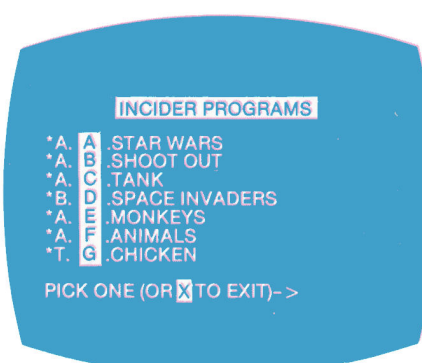 INCIDER PROGRAMS
*A. A .STAR WARS
*A. B .SHOOT OUT
*A. C .TANK
*B. D .SPACE INVADERS
*A. E .MONKEYS
*A. F .ANIMALS
*T. G .CHICKEN
PICK ONE (OR X TO EXIT)->